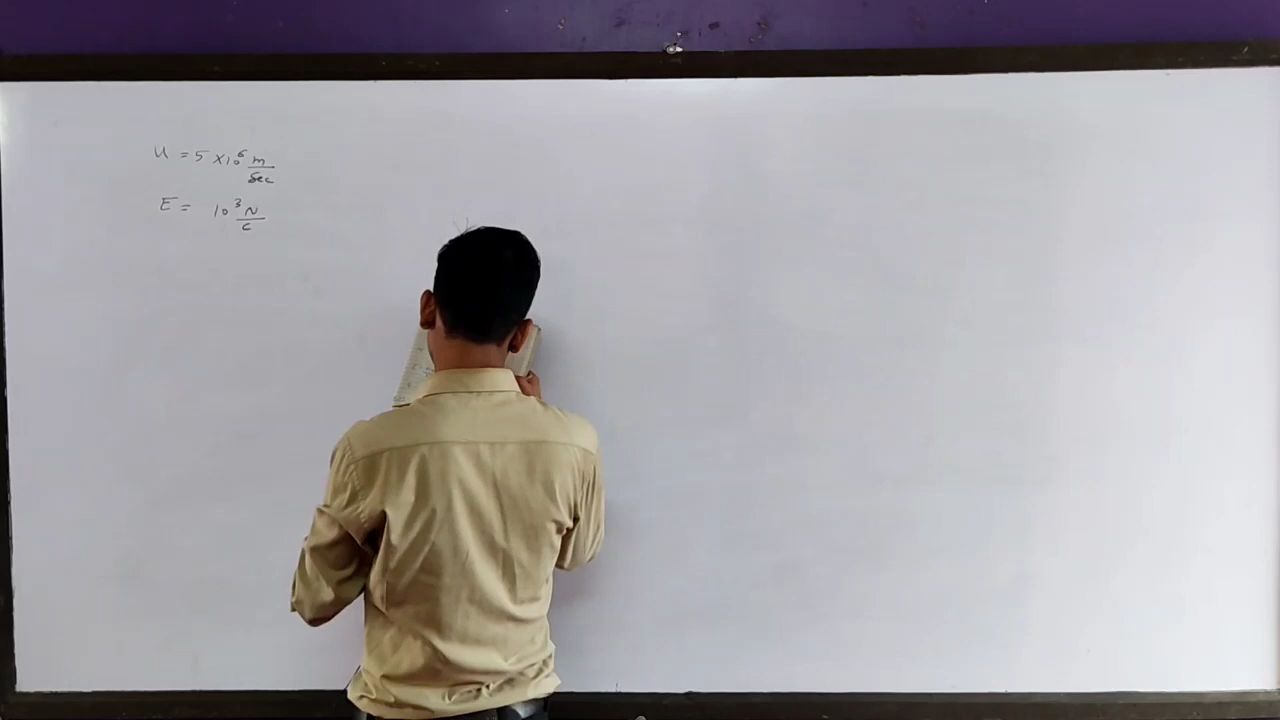 u = 5 × 10⁶ m/sec
E = 10³ N/C